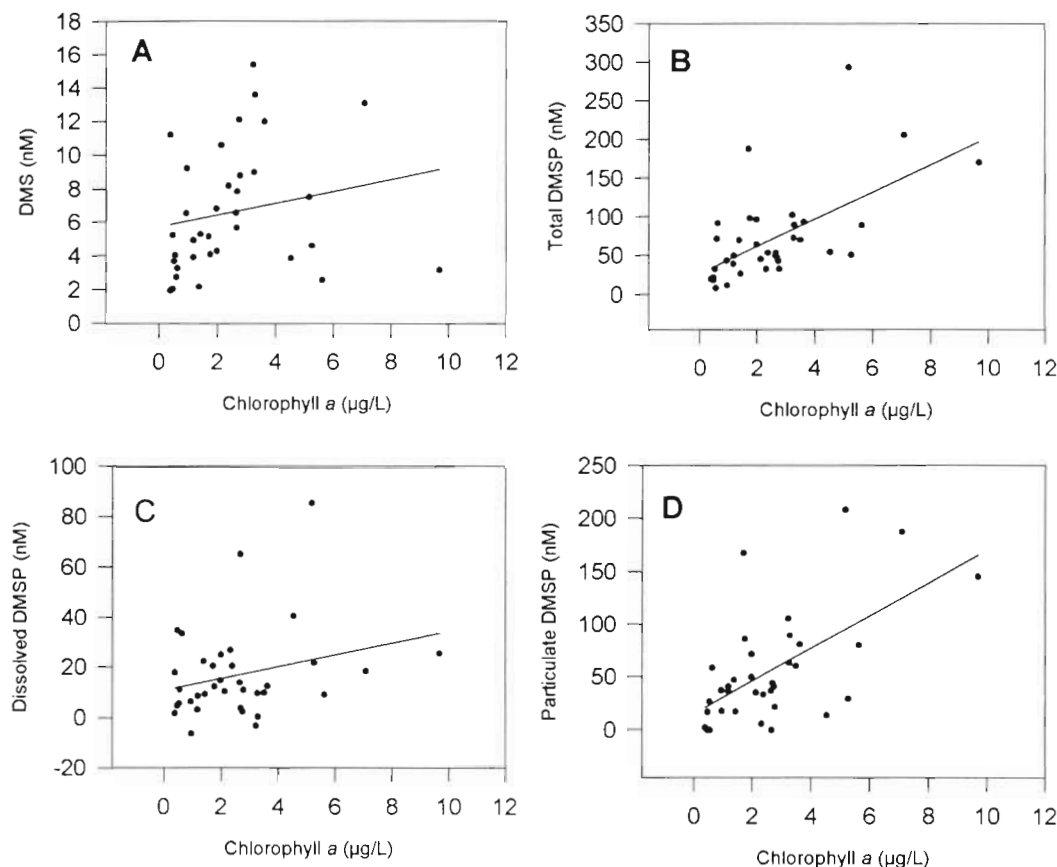 A
DMS (nM)
18
16
14
12
10
8
6
4
2
0
0 2 4 6 8 10 12
Chlorophyll a (µg/L)
B
Total DMSP (nM)
350
300
250
200
150
100
50
0
0 2 4 6 8 10 12
Chlorophyll a (µg/L)
C
Dissolved DMSP (nM)
100
80
60
40
20
0
-20
0 2 4 6 8 10 12
Chlorophyll a (µg/L)
D
Particulate DMSP (nM)
250
200
150
100
50
0
0 2 4 6 8 10 12
Chlorophyll a (µg/L)